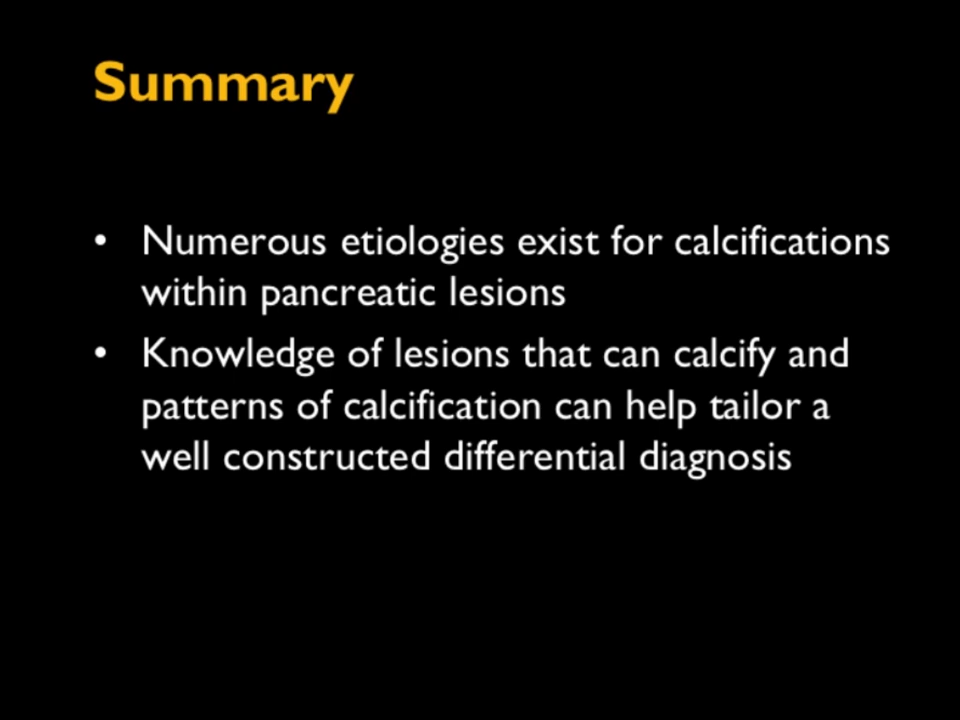 Summary
• Numerous etiologies exist for calcifications
within pancreatic lesions
• Knowledge of lesions that can calcify and
patterns of calcification can help tailor a
well constructed differential diagnosis